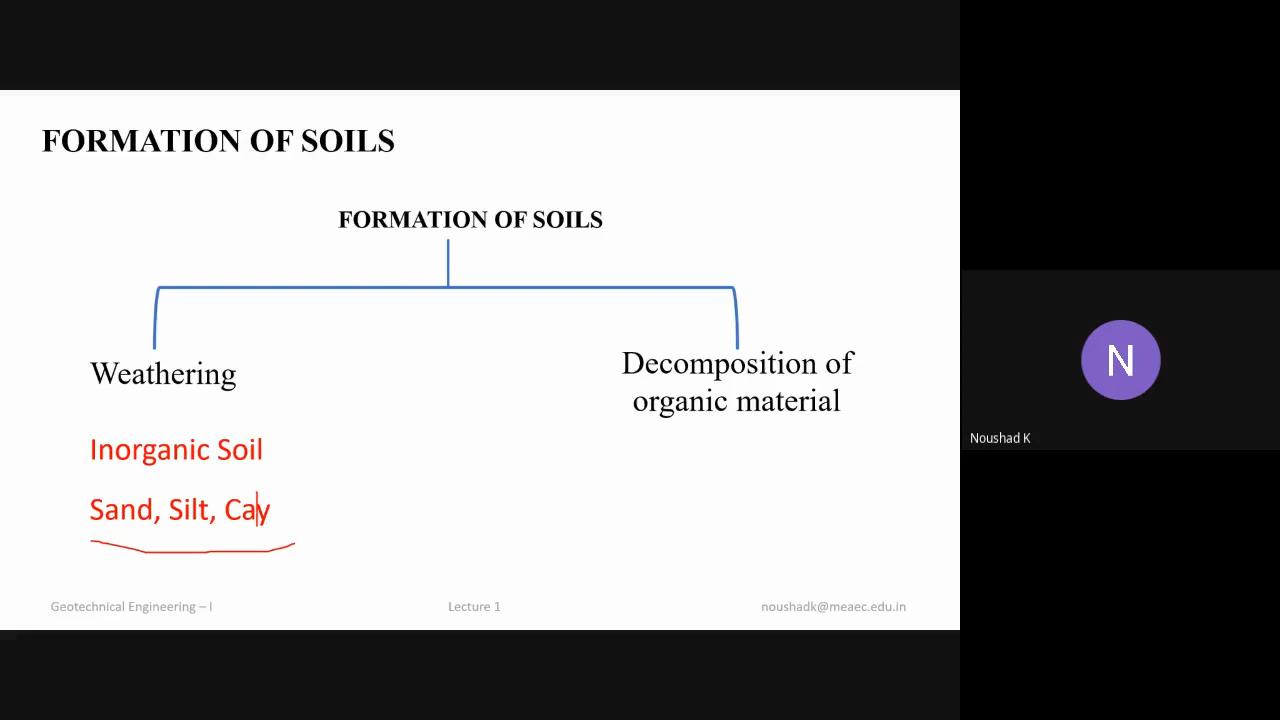 FORMATION OF SOILS
FORMATION OF SOILS
Weathering
Decomposition of
organic material
Inorganic Soil
Sand, Silt, Cay
Geotechnical Engineering – I
Lecture 1
noushadk@meaec.edu.in
N
Noushad K